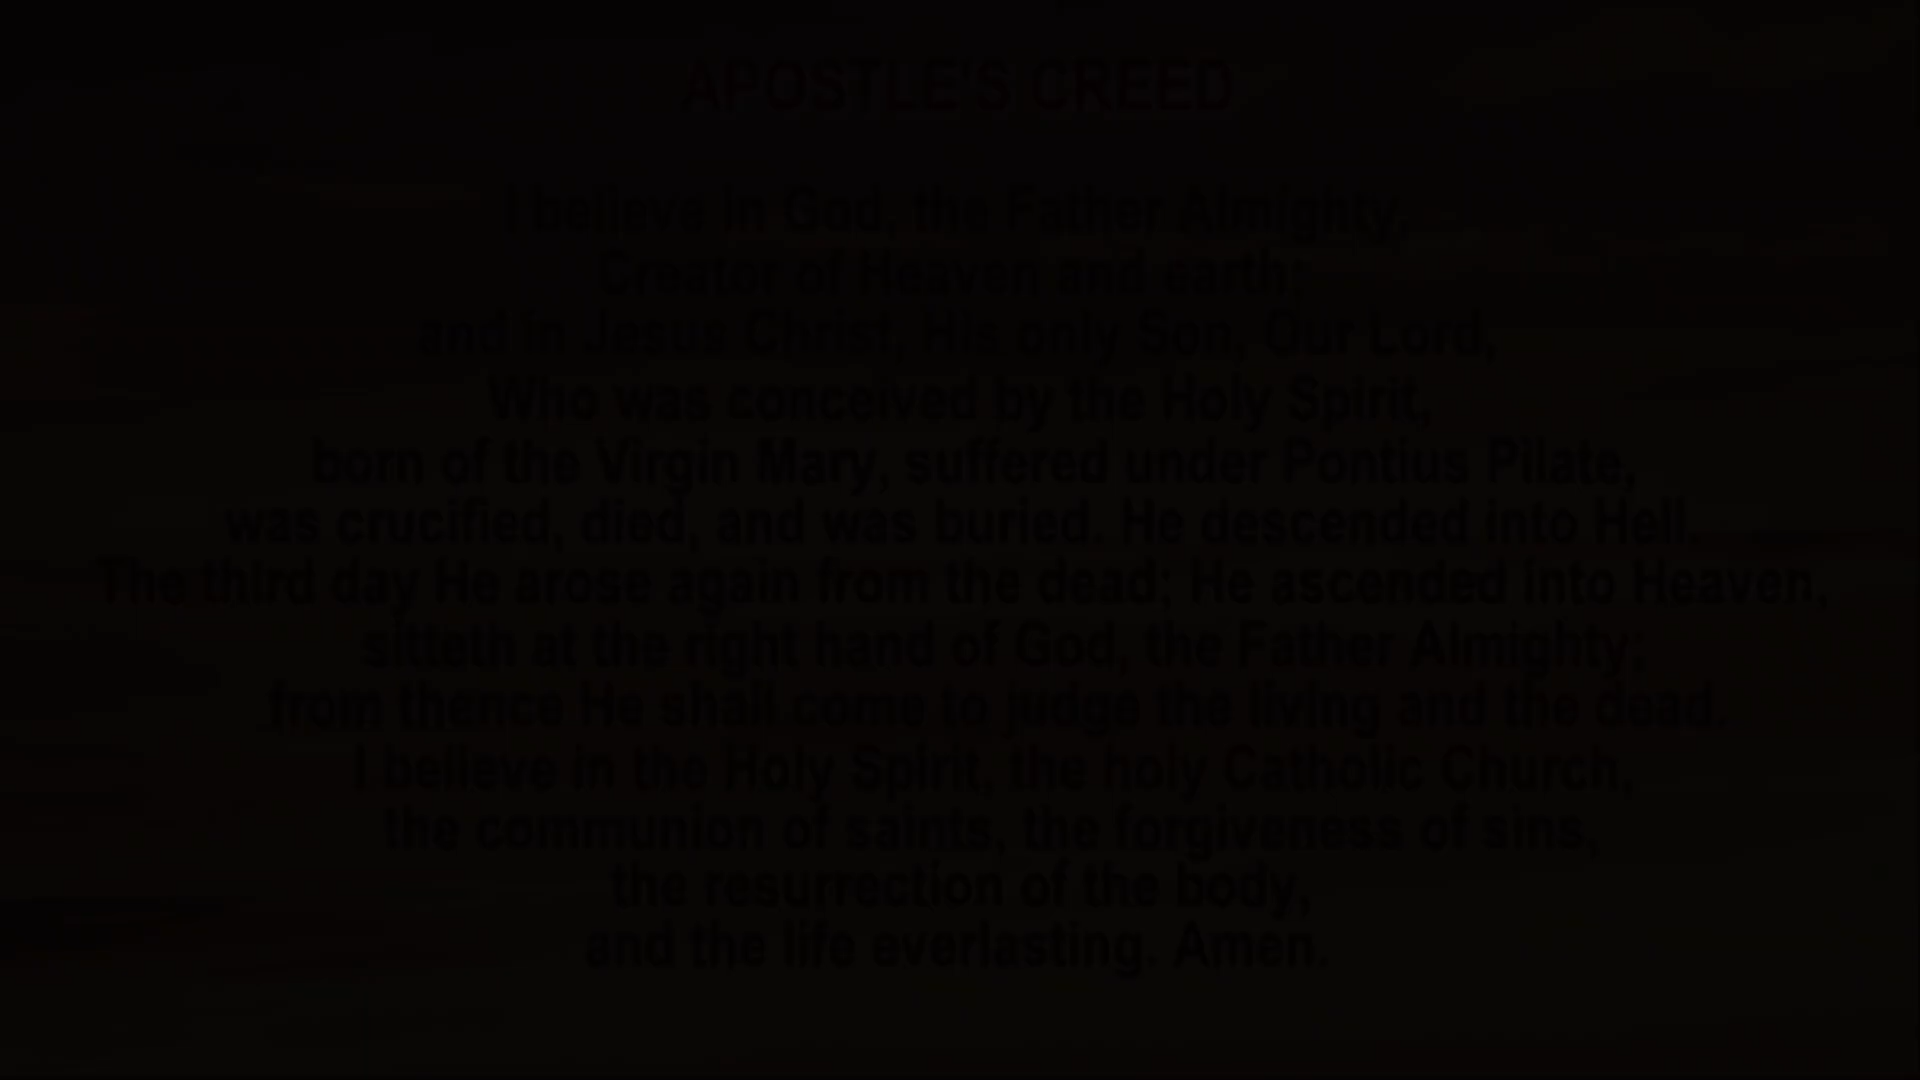 APOSTLE'S CREED
I believe in God, the Father Almighty,
Creator of Heaven and earth;
and in Jesus Christ, His only Son, Our Lord,
Who was conceived by the Holy Spirit,
born of the Virgin Mary, suffered under Pontius Pilate,
was crucified, died, and was buried. He descended into Hell.
The third day He arose again from the dead; He ascended into Heaven,
sitteth at the right hand of God, the Father Almighty;
from thence He shall come to judge the living and the dead.
I believe in the Holy Spirit, the holy Catholic Church,
the communion of saints, the forgiveness of sins,
the resurrection of the body,
and the life everlasting. Amen.